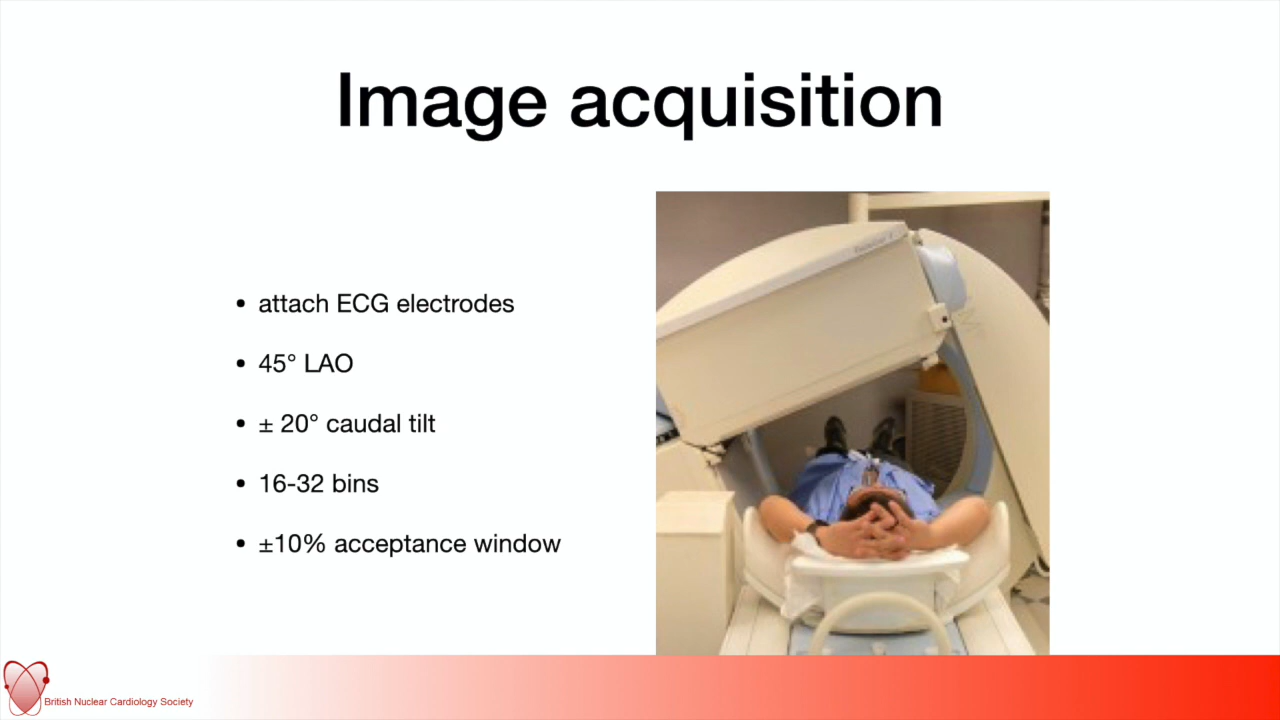 Image acquisition
• attach ECG electrodes
• 45° LAO
• ± 20° caudal tilt
• 16-32 bins
• ±10% acceptance window
British Nuclear Cardiology Society